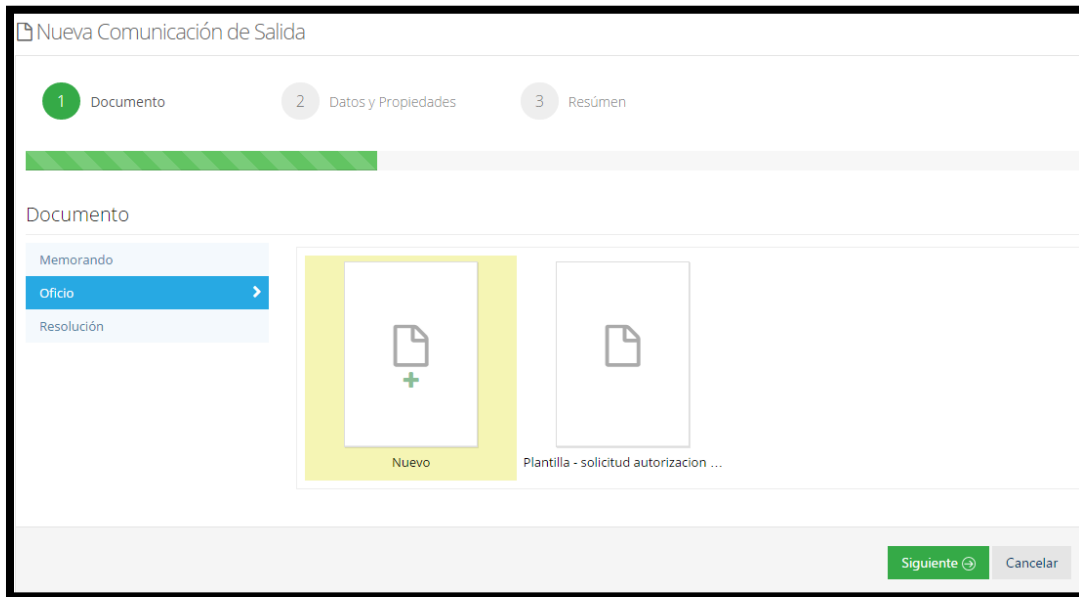 Nueva Comunicación de Salida
1 Documento 2 Datos y Propiedades 3 Resúmen
Documento
Memorando
Oficio
Resolución
Nuevo Plantilla - solicitud autorizacion ...
Siguiente Cancelar